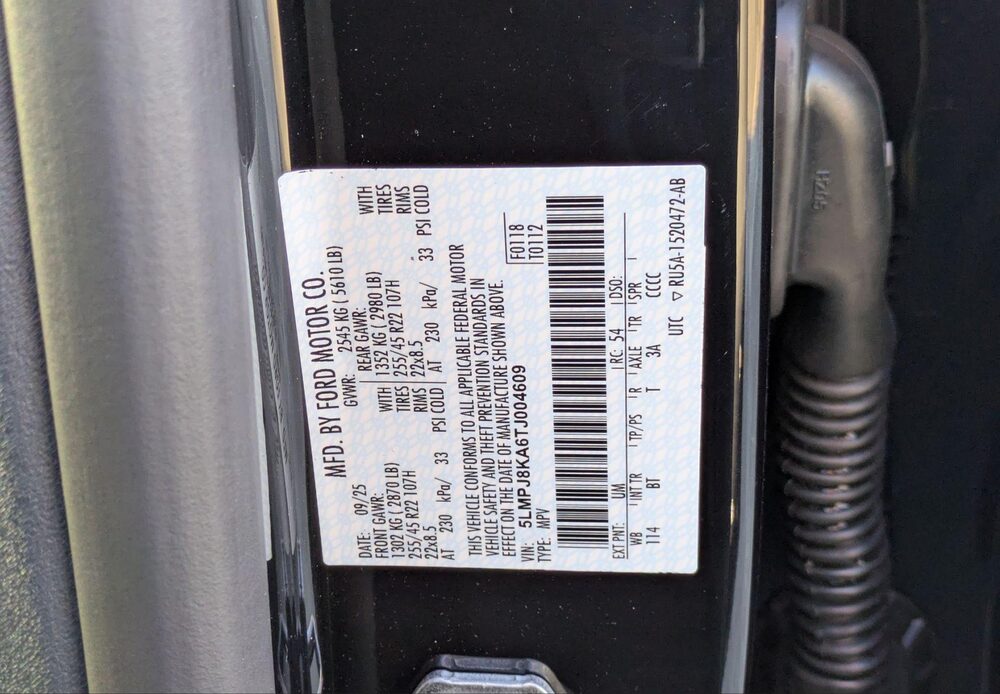 MFD. BY FORD MOTOR CO.
DATE: 09/25 GVWR: 2545 KG ( 5610 LB)
FRONT GAWR: REAR GAWR:
1302 KG ( 2870 LB) WITH 1352 KG ( 2980 LB) WITH
255/45 R22 107H TIRES 255/45 R22 107H TIRES
22x8.5 RIMS 22x8.5 RIMS
AT 230 kPa/ 33 PSI COLD AT 230 kPa/ 33 PSI COLD
THIS VEHICLE CONFORMS TO ALL APPLICABLE FEDERAL MOTOR
VEHICLE SAFETY AND THEFT PREVENTION STANDARDS IN
EFFECT ON THE DATE OF MANUFACTURE SHOWN ABOVE.
VIN: 5LMPJ8KA6TJ004609 F0118
TYPE: MPV T0112
EXT PNT: UM RC: 54 DSO:
WB INT TR TP/PS R AXLE TR SPR
114 BT T 3A CCCC
UTC ▽ RU5A-1520472-AB